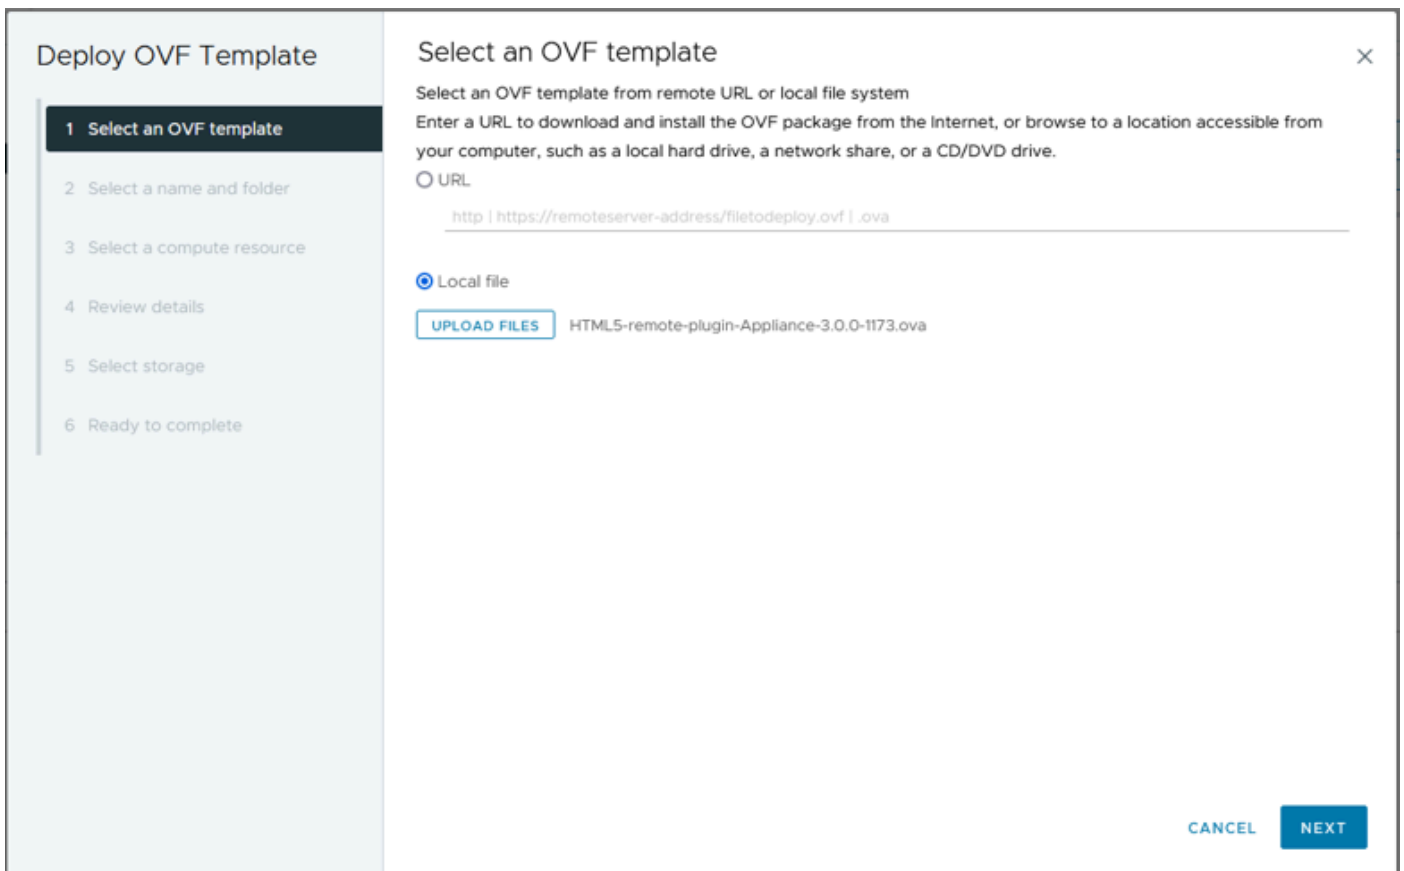 Deploy OVF Template
1 Select an OVF template
2 Select a name and folder
3 Select a compute resource
4 Review details
5 Select storage
6 Ready to complete
Select an OVF template
Select an OVF template from remote URL or local file system
Enter a URL to download and install the OVF package from the Internet, or browse to a location accessible from
your computer, such as a local hard drive, a network share, or a CD/DVD drive.
URL
http | https://remoteserver-address/filetodeploy.ovf | .ova
Local file
UPLOAD FILES HTML5-remote-plugin-Appliance-3.0.0-1173.ova
CANCEL NEXT